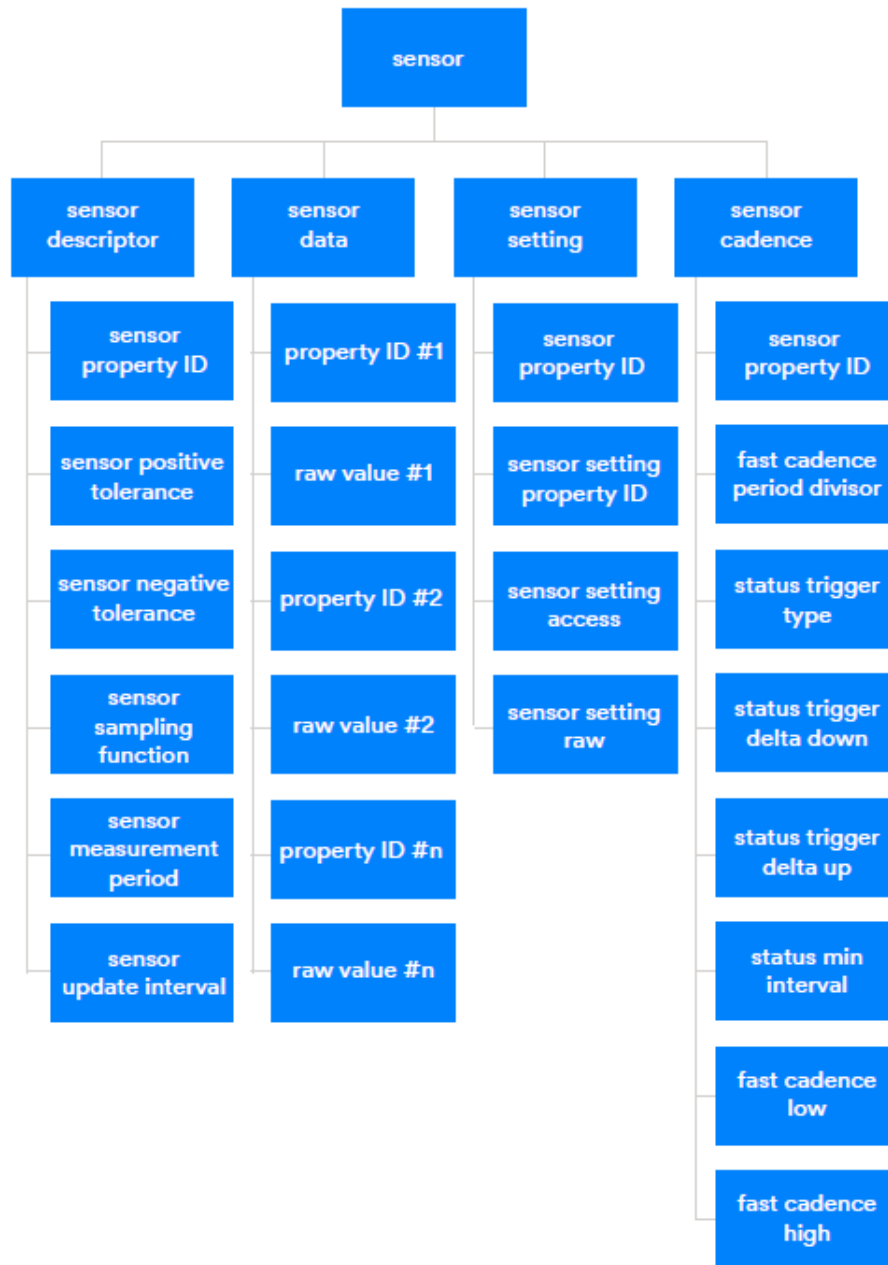 sensor
sensor
descriptor
sensor
property ID
sensor positive
tolerance
sensor negative
tolerance
sensor
sampling
function
sensor
measurement
period
sensor
update interval
sensor
data
property ID #1
raw value #1
property ID #2
raw value #2
property ID #n
raw value #n
sensor
setting
sensor
property ID
sensor setting
property ID
sensor setting
access
sensor setting
raw
sensor
cadence
sensor
property ID
fast cadence
period divisor
status trigger
type
status trigger
delta down
status trigger
delta up
status min
interval
fast cadence
low
fast cadence
high